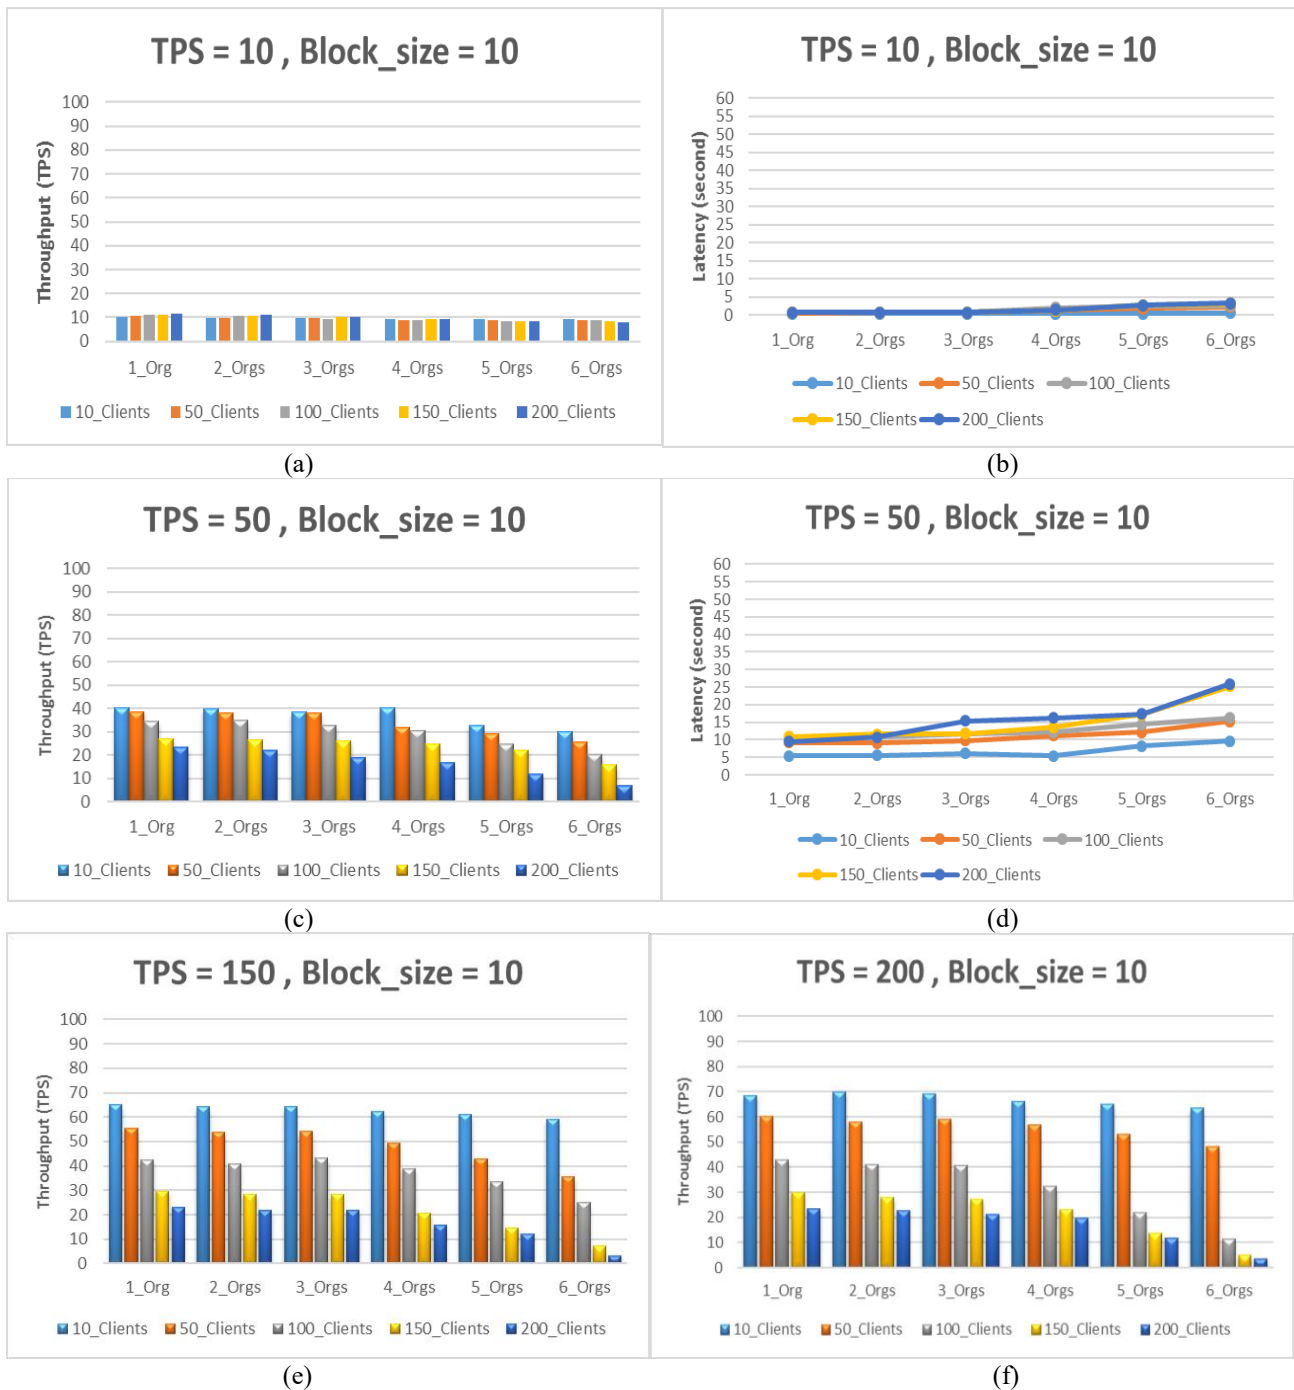 TPS = 10 , Block_size = 10
Throughput (TPS)
100
90
80
70
60
50
40
30
20
10
0
1_Org 2_Orgs 3_Orgs 4_Orgs 5_Orgs 6_Orgs
10_Clients 50_Clients 100_Clients 150_Clients 200_Clients
(a)
TPS = 10 , Block_size = 10
Latency (second)
60
55
50
45
40
35
30
25
20
15
10
5
0
1_Org 2_Orgs 3_Orgs 4_Orgs 5_Orgs 6_Orgs
10_Clients 50_Clients 100_Clients
150_Clients 200_Clients
(b)
TPS = 50 , Block_size = 10
Throughput (TPS)
100
90
80
70
60
50
40
30
20
10
0
1_Org 2_Orgs 3_Orgs 4_Orgs 5_Orgs 6_Orgs
10_Clients 50_Clients 100_Clients 150_Clients 200_Clients
(c)
TPS = 50 , Block_size = 10
Latency (second)
60
55
50
45
40
35
30
25
20
15
10
5
0
1_Org 2_Orgs 3_Orgs 4_Orgs 5_Orgs 6_Orgs
10_Clients 50_Clients 100_Clients
150_Clients 200_Clients
(d)
TPS = 150 , Block_size = 10
Throughput (TPS)
100
90
80
70
60
50
40
30
20
10
0
1_Org 2_Orgs 3_Orgs 4_Orgs 5_Orgs 6_Orgs
10_Clients 50_Clients 100_Clients 150_Clients 200_Clients
(e)
TPS = 200 , Block_size = 10
Throughput (TPS)
100
90
80
70
60
50
40
30
20
10
0
1_Org 2_Orgs 3_Orgs 4_Orgs 5_Orgs 6_Orgs
10_Clients 50_Clients 100_Clients 150_Clients 200_Clients
(f)